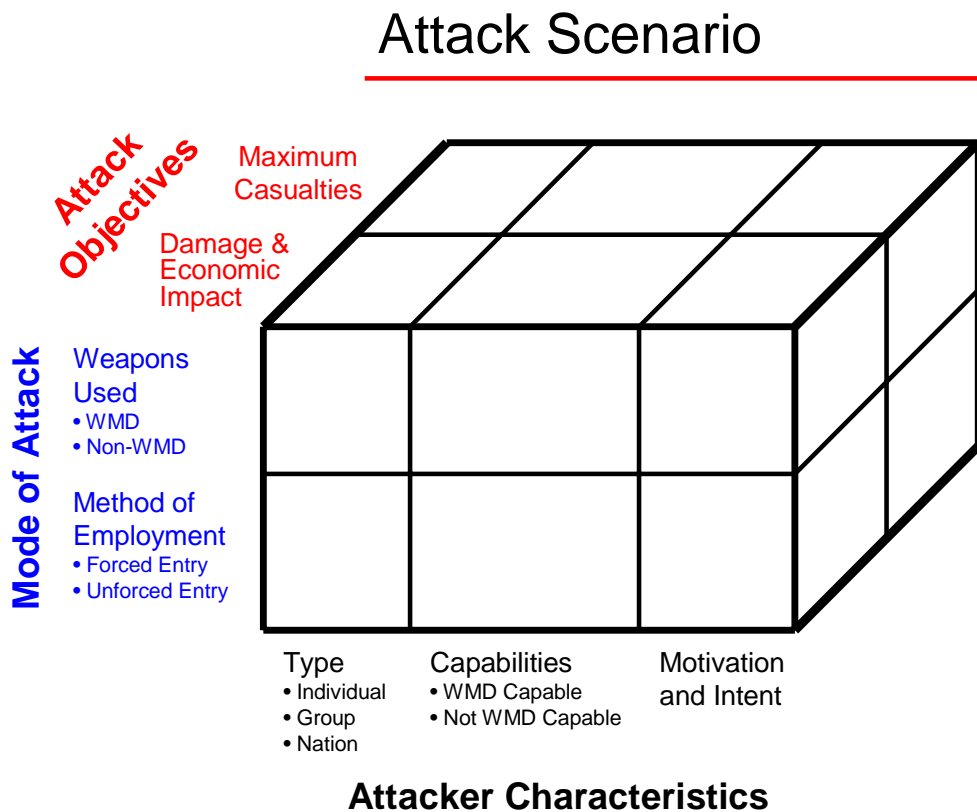 Attack Scenario
Attack
Objectives
Maximum
Casualties
Damage &
Economic
Impact
Mode of Attack
Weapons
Used
• WMD
• Non-WMD
Method of
Employment
• Forced Entry
• Unforced Entry
Type
• Individual
• Group
• Nation
Capabilities
• WMD Capable
• Not WMD Capable
Motivation
and Intent
Attacker Characteristics